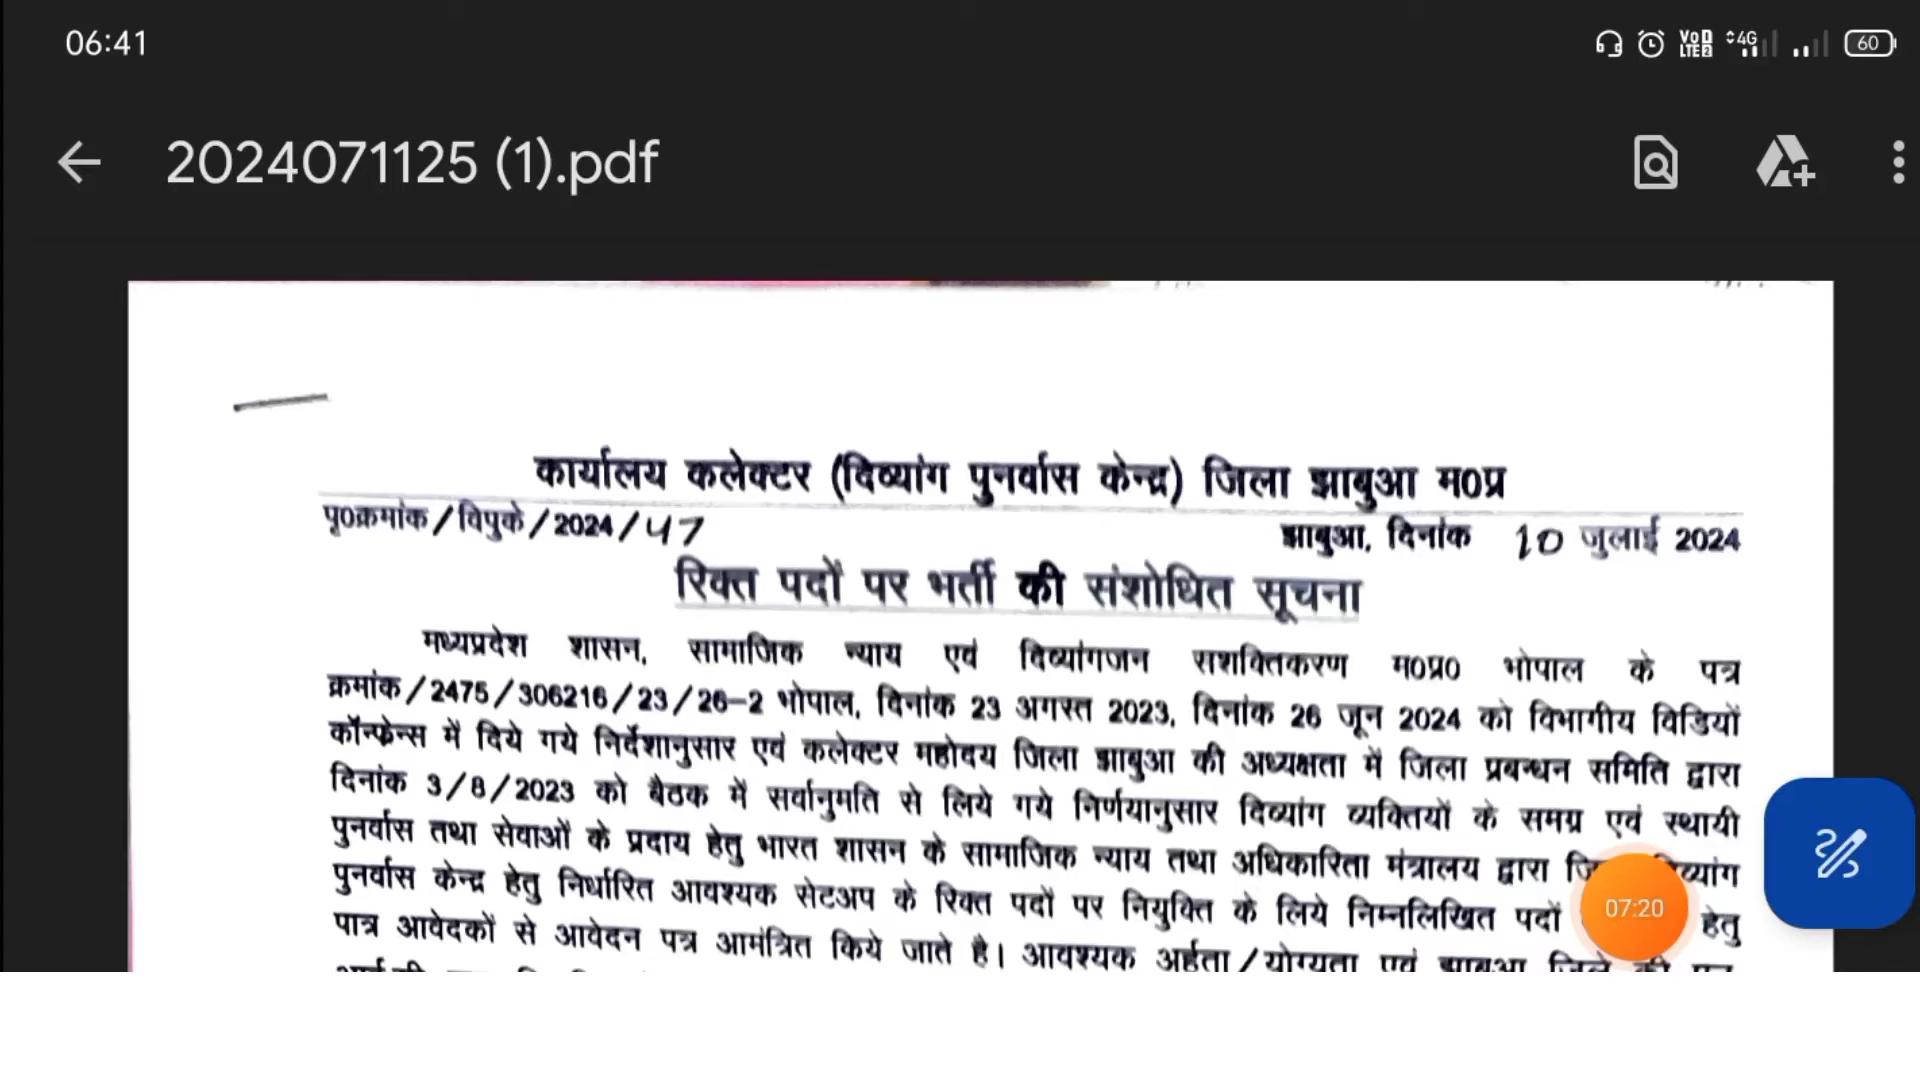 06:41
Vo LTE 2 4G 60
2024071125 (1).pdf
कार्यालय कलेक्टर (दिव्यांग पुनर्वास केन्द्र) जिला झाबुआ म0प्र
पृ0क्रमांक/विपुके/2024/47 झाबुआ, दिनांक 10 जुलाई 2024
रिक्त पदों पर भर्ती की संशोधित सूचना
मध्यप्रदेश शासन, सामाजिक न्याय एवं दिव्यांगजन सशक्तिकरण म0प्र0 भोपाल के पत्र
क्रमांक/2475/306216/23/26-2 भोपाल, दिनांक 23 अगस्त 2023, दिनांक 26 जून 2024 को विभागीय विडियों
कॉन्फ्रेन्स में दिये गये निर्देशानुसार एवं कलेक्टर महोदय जिला झाबुआ की अध्यक्षता में जिला प्रबन्धन समिति द्वारा
दिनांक 3/8/2023 को बैठक में सर्वानुमति से लिये गये निर्णयानुसार दिव्यांग व्यक्तियों के समग्र एवं स्थायी
पुनर्वास तथा सेवाओं के प्रदाय हेतु भारत शासन के सामाजिक न्याय तथा अधिकारिता मंत्रालय द्वारा
पुनर्वास केन्द्र हेतु निर्धारित आवश्यक सेटअप के रिक्त पदों पर नियुक्ति के लिये निम्नलिखित पदों हेतु
पात्र आवेदकों से आवेदन पत्र आमंत्रित किये जाते है। आवश्यक अर्हता/योग्यता एवं झाबुआ जिले की
07:20